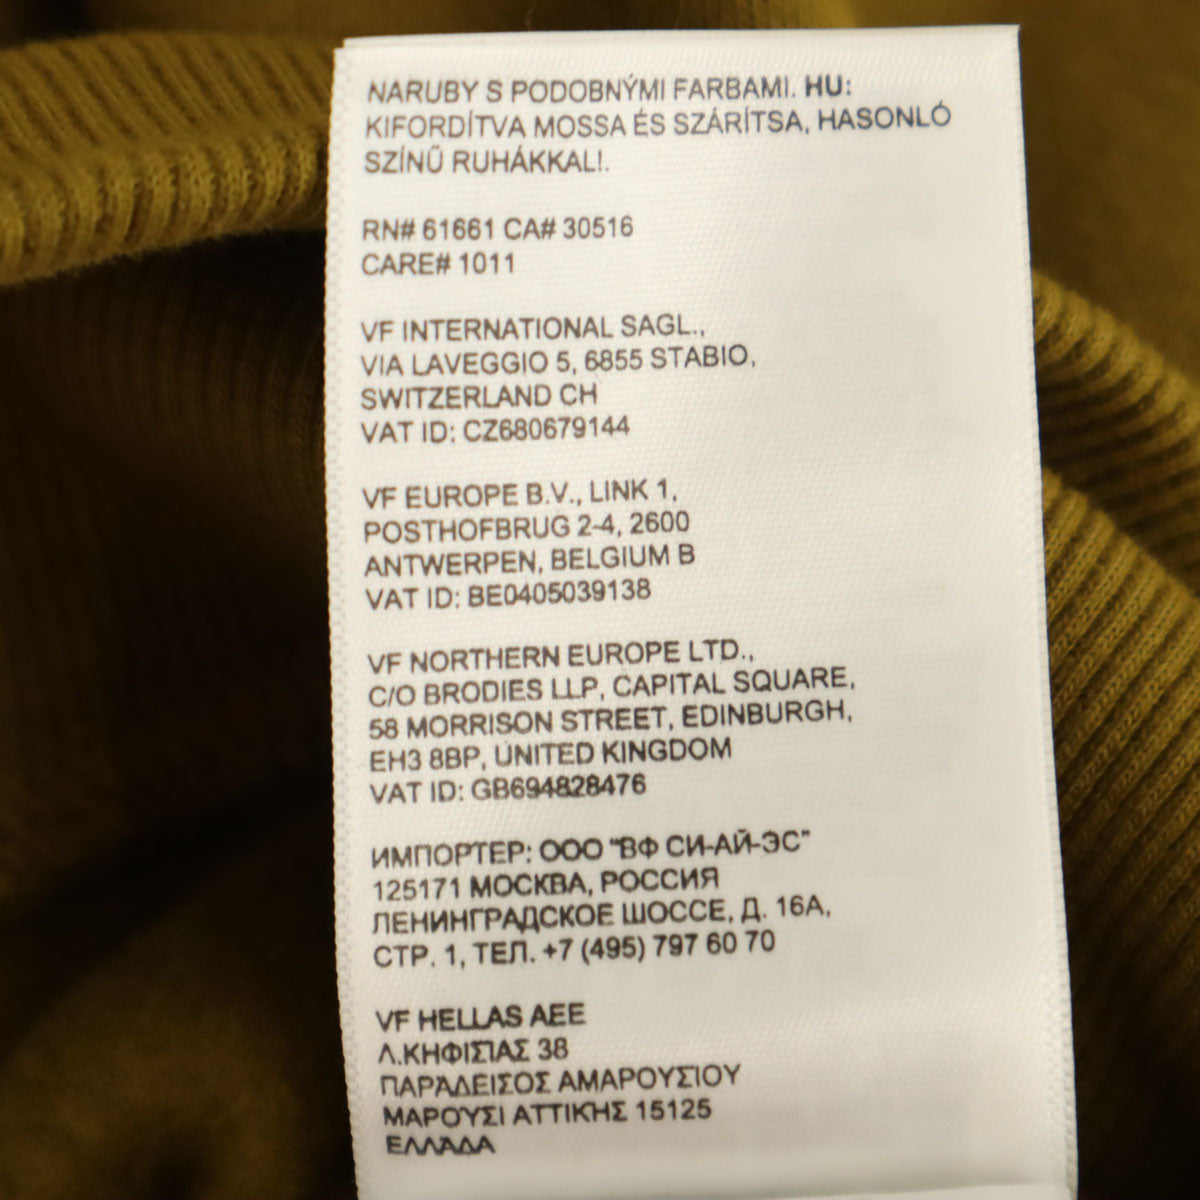 NARUBY S PODOBNÝMI FARBAMI. HU:
KIFORDÍTVA MOSSA ÉS SZÁRÍTSA, HASONLÓ
SZÍNŰ RUHÁKKAL!.
RN# 61661 CA# 30516
CARE# 1011
VF INTERNATIONAL SAGL.,
VIA LAVEGGIO 5, 6855 STABIO,
SWITZERLAND CH
VAT ID: CZ680679144
VF EUROPE B.V., LINK 1,
POSTHOFBRUG 2-4, 2600
ANTWERPEN, BELGIUM B
VAT ID: BE0405039138
VF NORTHERN EUROPE LTD.,
C/O BRODIES LLP, CAPITAL SQUARE,
58 MORRISON STREET, EDINBURGH,
EH3 8BP, UNITED KINGDOM
VAT ID: GB694828476
ИМПОРТЕР: ООО "ВФ СИ-АЙ-ЭС"
125171 МОСКВА, РОССИЯ
ЛЕНИНГРАДСКОЕ ШОССЕ, Д. 16А,
СТР. 1, ТЕЛ. +7 (495) 797 60 70
VF HELLAS AEE
Λ.ΚΗΦΙΣΙΑΣ 38
ΠΑΡΆΔΕΙΣΟΣ ΑΜΑΡΟΥΣΙΟΥ
ΜΑΡΟΎΣΙ ΑΤΤΙΚΉΣ 15125
ΕΛΛΆΔΑ